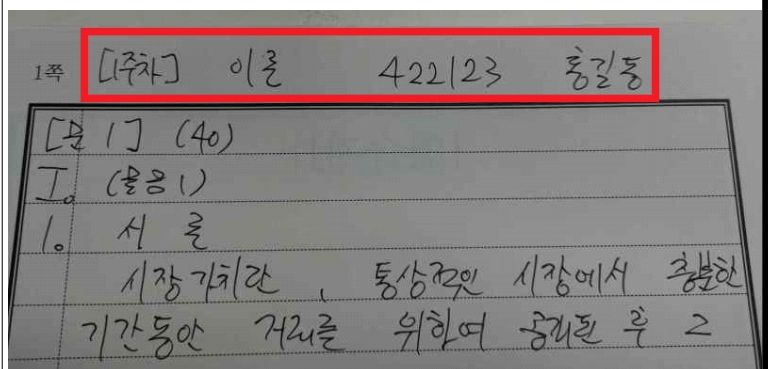 1쪽 [1주차] 이론 422123 홍길동
[문 1] (40)
I. (물음 1)
1. 서 론
시장가치란, 통상적인 시장에서 충분한
기간동안 거래를 위하여 공개된 후 그